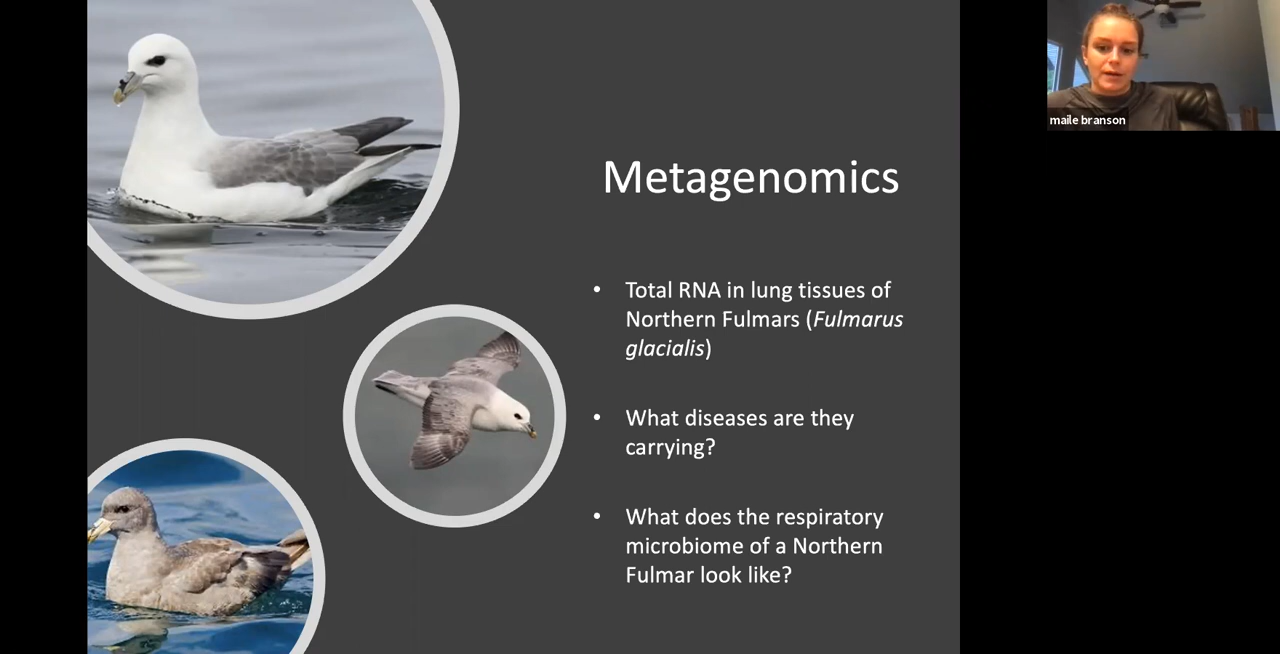 maile branson
Metagenomics
• Total RNA in lung tissues of
Northern Fulmars (Fulmarus
glacialis)
• What diseases are they
carrying?
• What does the respiratory
microbiome of a Northern
Fulmar look like?